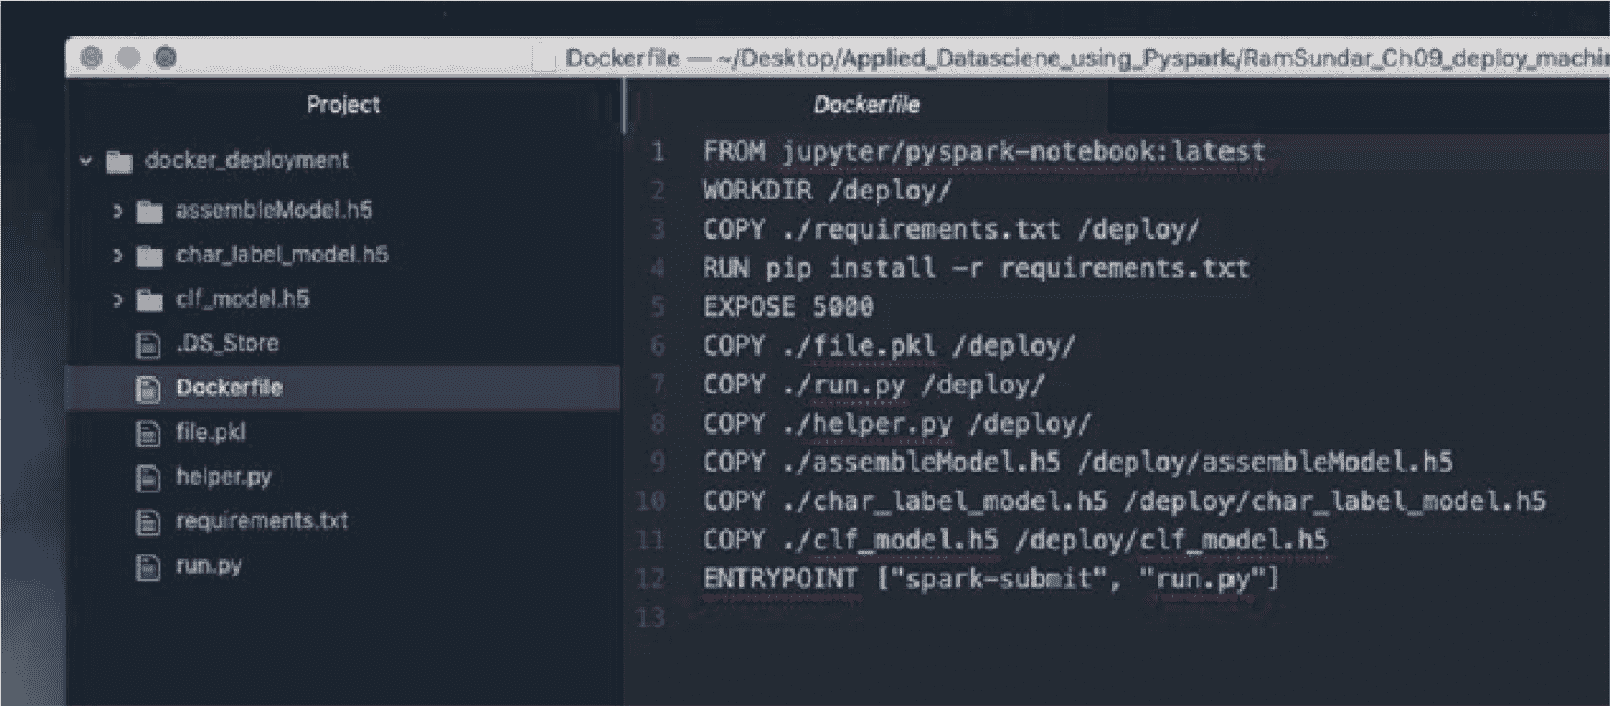 Dockerfile — ~/Desktop/Applied_Datasciene_using_Pyspark/RamSundar_Ch09_deploy_machin
Project
docker_deployment
assembleModel.h5
char_label_model.h5
clf_model.h5
.DS_Store
Dockerfile
file.pkl
helper.py
requirements.txt
run.py
Dockerfile
1 FROM jupyter/pyspark-notebook:latest
2 WORKDIR /deploy/
3 COPY ./requirements.txt /deploy/
4 RUN pip install -r requirements.txt
5 EXPOSE 5000
6 COPY ./file.pkl /deploy/
7 COPY ./run.py /deploy/
8 COPY ./helper.py /deploy/
9 COPY ./assembleModel.h5 /deploy/assembleModel.h5
10 COPY ./char_label_model.h5 /deploy/char_label_model.h5
11 COPY ./clf_model.h5 /deploy/clf_model.h5
12 ENTRYPOINT ["spark-submit", "run.py"]
13